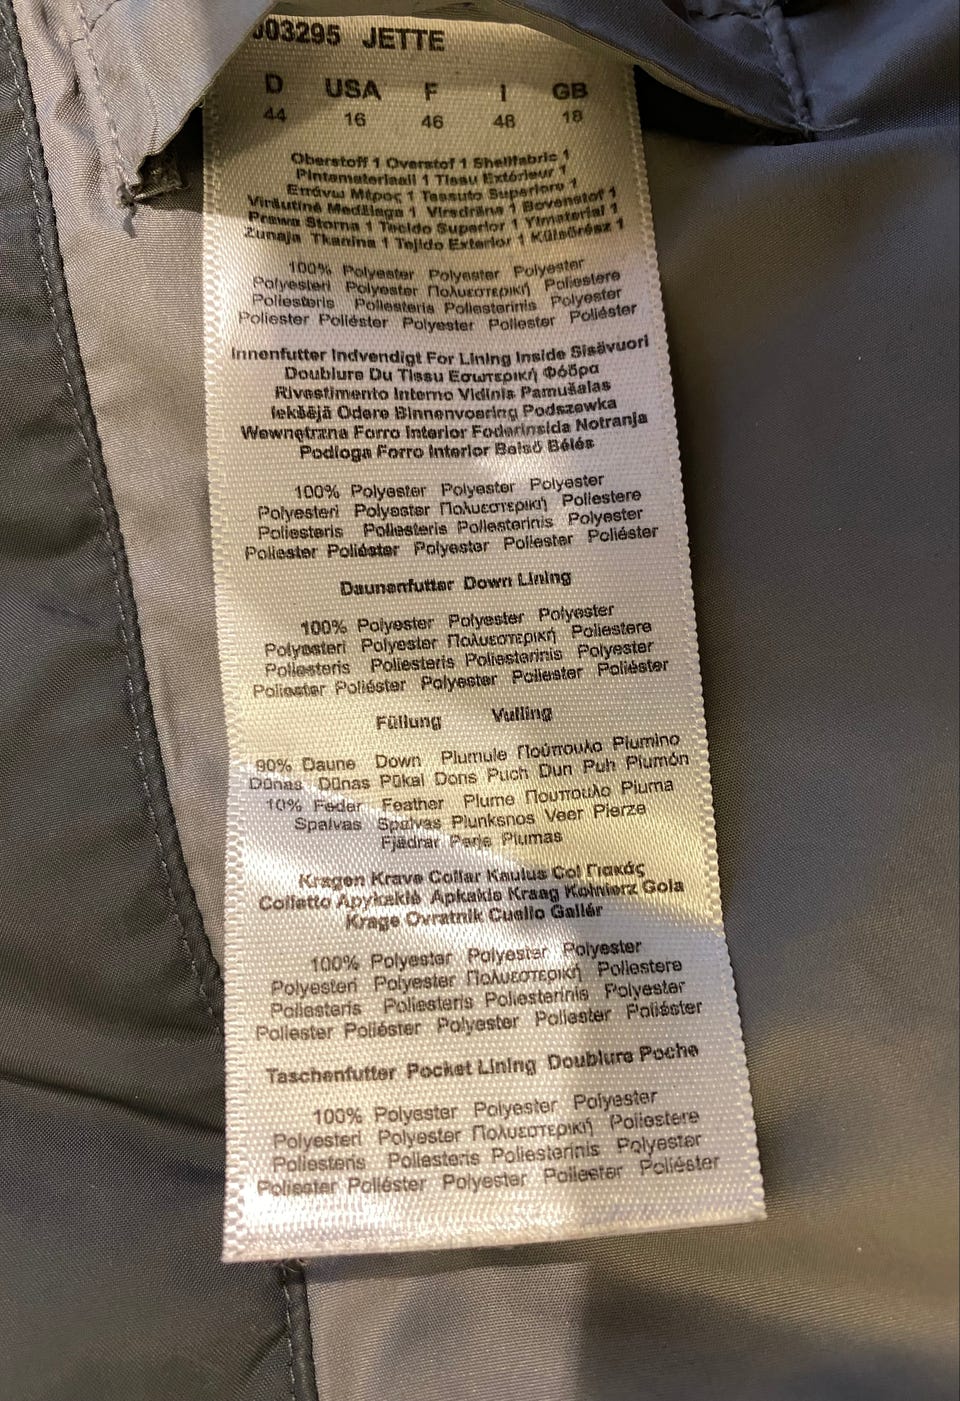 J03295 JETTE
D USA F I GB
44 16 46 48 18
Oberstoff 1 Overstof 1 Shellfabric 1
Pintamateriaali 1 Tissu Extérieur 1
Επάνω Μέρος 1 Tessuto Superiore 1
Viršutinė Medžiaga 1 Virsdrāna 1 Bovenstof 1
Prawa Storna 1 Tecido Superior 1 Ytmaterial 1
Zunaja Tkanina 1 Tejido Exterior 1 Külsőrész 1
100% Polyester Polyester Polyester
Polyesteri Polyester Πολυεστερική Poliestere
Poliesteris Poliesteris Poliesterinis Polyester
Poliester Poliéster Polyester Poliester Poliéster
Innenfutter Indvendigt For Lining Inside Sisävuori
Doublure Du Tissu Εσωτερική Φόδρα
Rivestimento Interno Vidinis Pamušalas
Iekšējā Odere Binnenvoering Podszewka
Wewnętrzna Forro Interior Foderinsida Notranja
Podloga Forro Interior Belső Bélés
100% Polyester Polyester Polyester
Polyesteri Polyester Πολυεστερική Poliestere
Poliesteris Poliesteris Poliesterinis Polyester
Poliester Poliéster Polyester Poliester Poliéster
Daunenfutter Down Lining
100% Polyester Polyester Polyester
Polyesteri Polyester Πολυεστερική Poliestere
Poliesteris Poliesteris Poliesterinis Polyester
Poliester Poliéster Polyester Poliester Poliéster
Füllung Vulling
90% Daune Down Plumule Πούπουλο Piumino
Dūnas Dūnas Pūkai Dons Puch Dun Puh Plumón
10% Feder Feather Plume Πουπουλο Piuma
Spalvas Spalvas Plunksnos Veer Pierze
Fjädrar Perje Plumas
Kragen Krave Collar Kaulus Col Γιακάς
Colletto Apykaklė Apkakle Kraag Kołnierz Gola
Krage Ovratnik Cuello Gallér
100% Polyester Polyester Polyester
Polyesteri Polyester Πολυεστερική Poliestere
Poliesteris Poliesteris Poliesterinis Polyester
Poliester Poliéster Polyester Poliester Poliéster
Taschenfutter Pocket Lining Doublure Poche
100% Polyester Polyester Polyester
Polyesteri Polyester Πολυεστερική Poliestere
Poliesteris Poliesteris Poliesterinis Polyester
Poliester Poliéster Polyester Poliester Poliéster